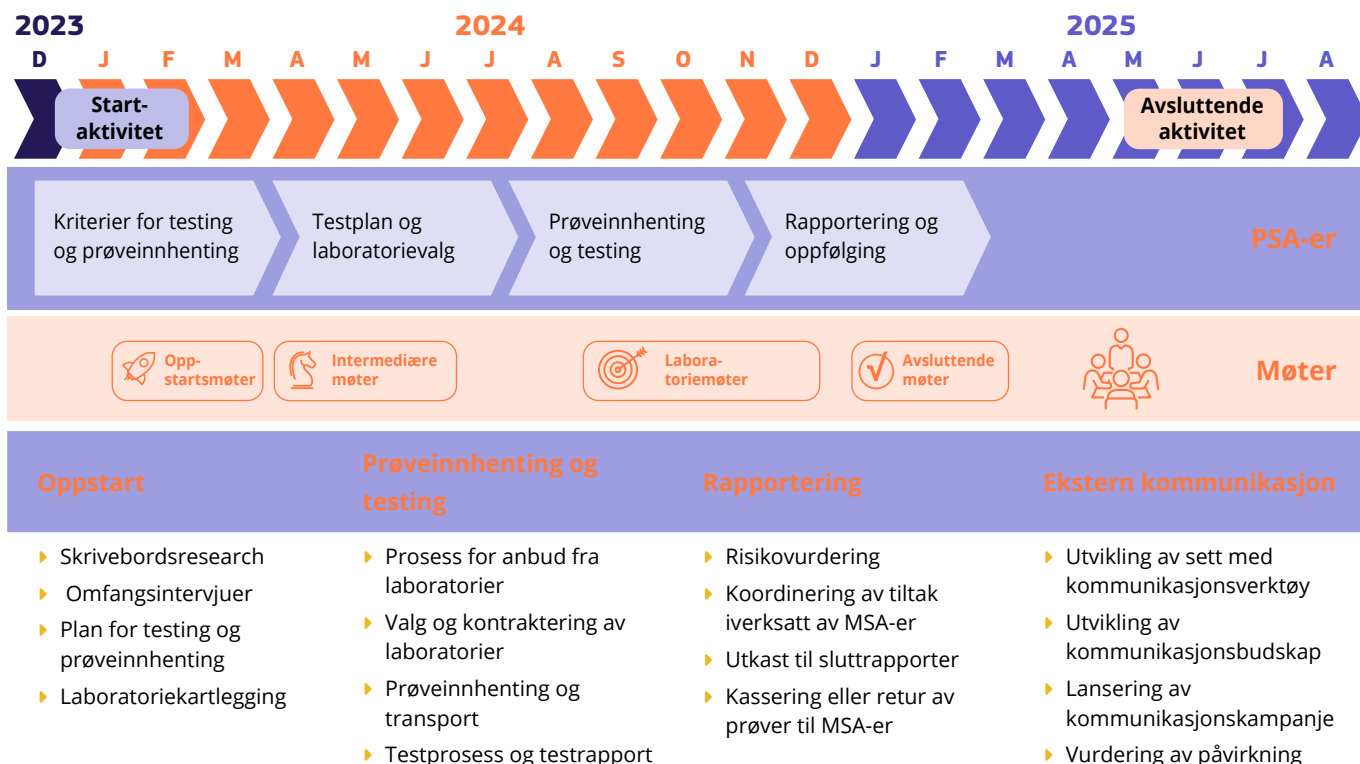 2023
2024
2025
D J F M A M J J A S O N D J F M A M J J A
Start-
aktivitet
Avsluttende
aktivitet
Kriterier for testing
og prøveinnhenting
Testplan og
laboratorievalg
Prøveinnhenting
og testing
Rapportering og
oppfølging
PSA-er
Opp-
startsmøter
Intermediære
møter
Labora-
toriemøter
Avsluttende
møter
Møter
Oppstart
Skrivebordsresearch
Omfangsintervjuer
Plan for testing og
prøveinnhenting
Laboratoriekartlegging
Prøveinnhenting og
testing
Prosess for anbud fra
laboratorier
Valg og kontraktering av
laboratorier
Prøveinnhenting og
transport
Testprosess og testrapport
Rapportering
Risikovurdering
Koordinering av tiltak
iverksatt av MSA-er
Utkast til sluttrapporter
Kassering eller retur av
prøver til MSA-er
Ekstern kommunikasjon
Utvikling av sett med
kommunikasjonsverktøy
Utvikling av
kommunikasjonsbudskap
Lansering av
kommunikasjonskampanje
Vurdering av påvirkning